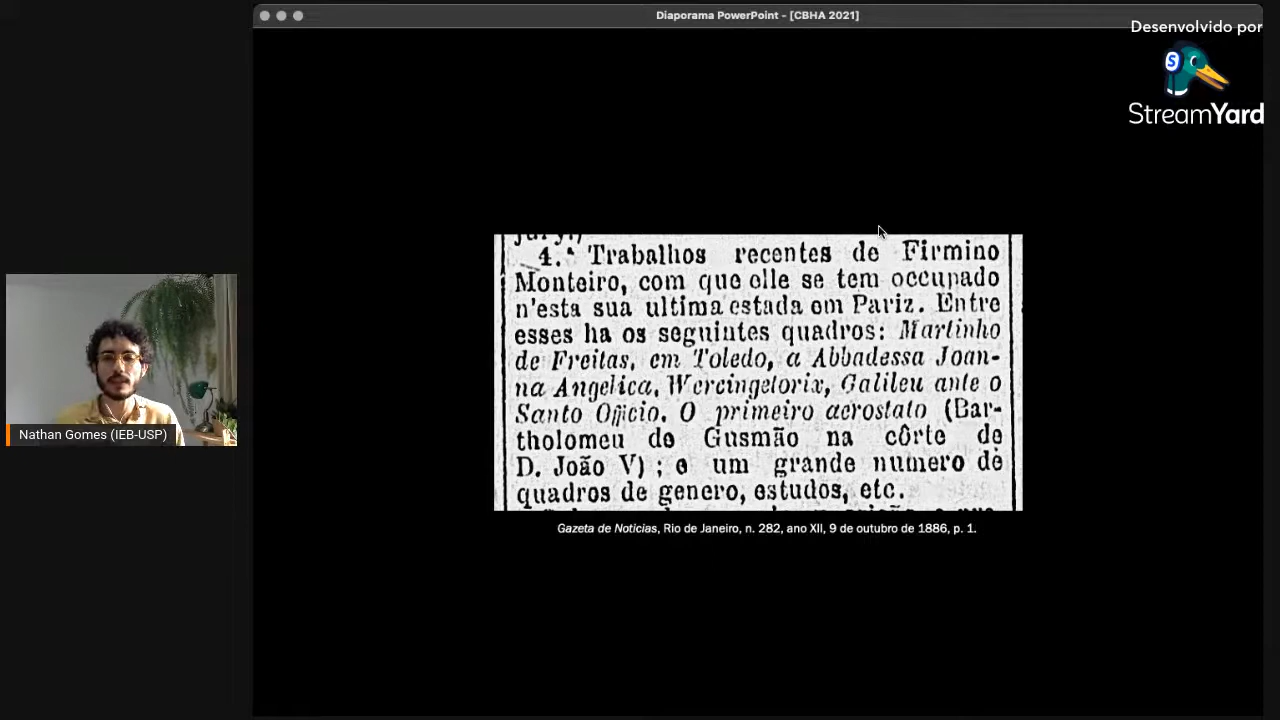 Diaporama PowerPoint - [CBHA 2021]
Desenvolvido por
S
StreamYard
jury.)
4.ª Trabalhos recentes de Firmino
Monteiro, com que elle se tem occupado
n'esta sua ultima estada em Pariz. Entre
esses ha os seguintes quadros: Martinho
de Freitas, em Toledo, a Abbadessa Joan-
na Angelica, Wercingetorix, Galileu ante o
Santo Officio. O primeiro aerostato (Bar-
tholomeu de Gusmão na côrte de
D. João V) ; e um grande numero de
quadros de genero, estudos, etc.
Gazeta de Noticias, Rio de Janeiro, n. 282, ano XII, 9 de outubro de 1886, p. 1.
Nathan Gomes (IEB-USP)